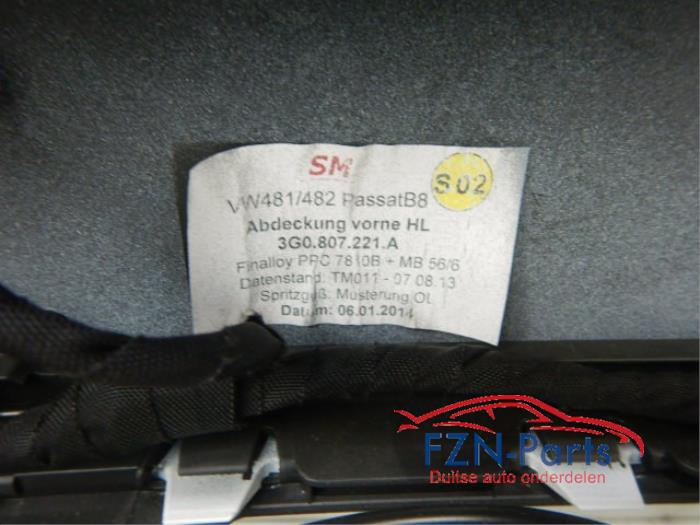 SM
VW481/482 PassatB8
S02
Abdeckung vorne HL
3G0.807.221.A
Finalloy PPC 7810B + MB 56/6
Datenstand: TM011 - 07.08.13
Spritzguß. Musterung OL
Datum: 06.01.2014
FZN-Parts
Duitse auto onderdelen